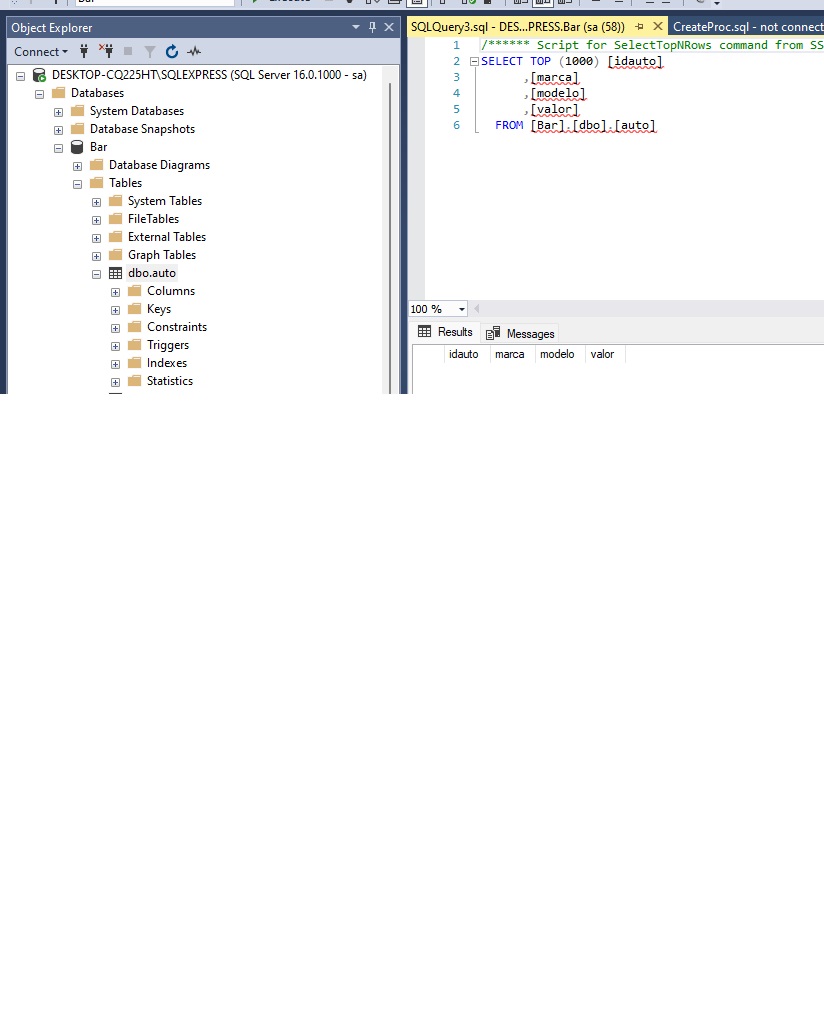 Object Explorer
Connect
DESKTOP-CQ225HT\SQLEXPRESS (SQL Server 16.0.1000 - sa)
Databases
System Databases
Database Snapshots
Bar
Database Diagrams
Tables
System Tables
FileTables
External Tables
Graph Tables
dbo.auto
Columns
Keys
Constraints
Triggers
Indexes
Statistics
SQLQuery3.sql - DES...PRESS.Bar (sa (58))
CreateProc.sql - not connect
1 /****** Script for SelectTopNRows command from SS
2 SELECT TOP (1000) [idauto]
3 ,[marca]
4 ,[modelo]
5 ,[valor]
6 FROM [Bar].[dbo].[auto]
100 %
Results Messages
idauto marca modelo valor